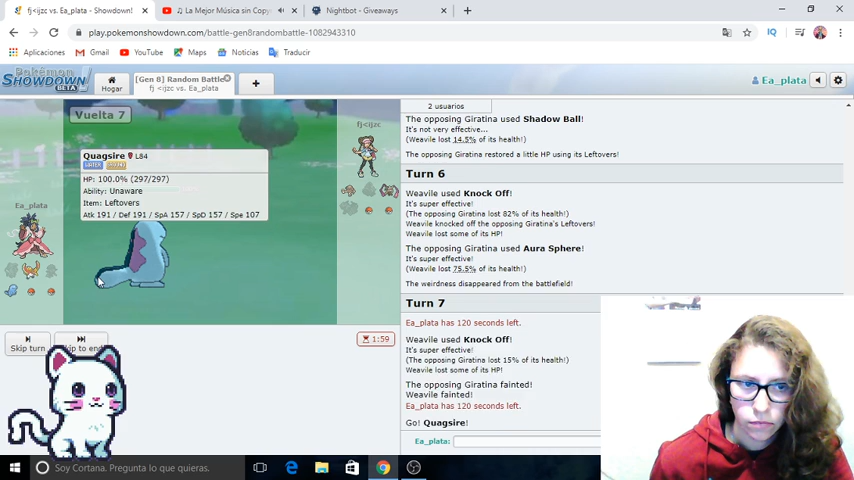 fj<ijzc vs. Ea_plata - Showdown!
La Mejor Música sin Copy
Nightbot - Giveaways
play.pokemonshowdown.com/battle-gen8randombattle-1082943310
Aplicaciones
Gmail
YouTube
Maps
Noticias
Traducir
Pokémon
SHOWDOWN
BETA
Hogar
[Gen 8] Random Battle
fj <ijzc vs. Ea_plata
Ea_plata
Vuelta 7
fj<ijzc
Ea_plata
Quagsire L84
WATER
HP: 100.0% (297/297)
Ability: Unaware
Item: Leftovers
Atk 191 / Def 191 / SpA 157 / SpD 157 / Spe 107
Skip turn
Skip to end
1:59
2 usuarios
The opposing Giratina used Shadow Ball!
It's not very effective...
(Weavile lost 14.5% of its health!)
The opposing Giratina restored a little HP using its Leftovers!
Turn 6
Weavile used Knock Off!
It's super effective!
(The opposing Giratina lost 82% of its health!)
Weavile knocked off the opposing Giratina's Leftovers!
Weavile lost some of its HP!
The opposing Giratina used Aura Sphere!
It's super effective!
(Weavile lost 75.5% of its health!)
The weirdness disappeared from the battlefield!
Turn 7
Ea_plata has 120 seconds left.
Weavile used Knock Off!
It's super effective!
(The opposing Giratina lost 15% of its health!)
Weavile lost some of its HP!
The opposing Giratina fainted!
Weavile fainted!
Ea_plata has 120 seconds left.
Go! Quagsire!
Ea_plata:
Soy Cortana. Pregunta lo que quieras.